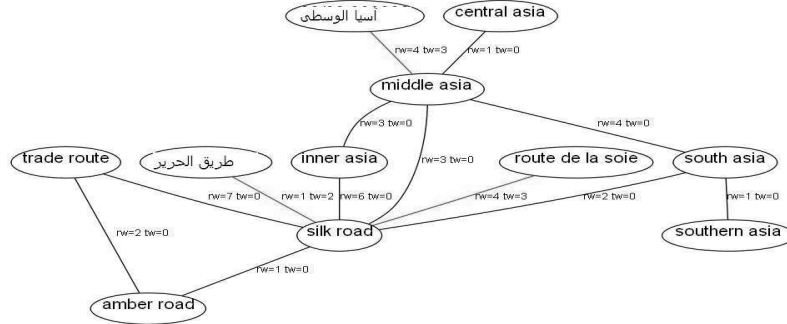 آسيا الوسطى
central asia
rw=4 tw=3
rw=1 tw=0
middle asia
rw=3 tw=0
rw=4 tw=0
trade route
طريق الحرير
inner asia
rw=3 tw=0
route de la soie
south asia
rw=7 tw=0
rw=1 tw=2
rw=6 tw=0
rw=4 tw=3
rw=2 tw=0
rw=1 tw=0
rw=2 tw=0
silk road
southern asia
rw=1 tw=0
amber road